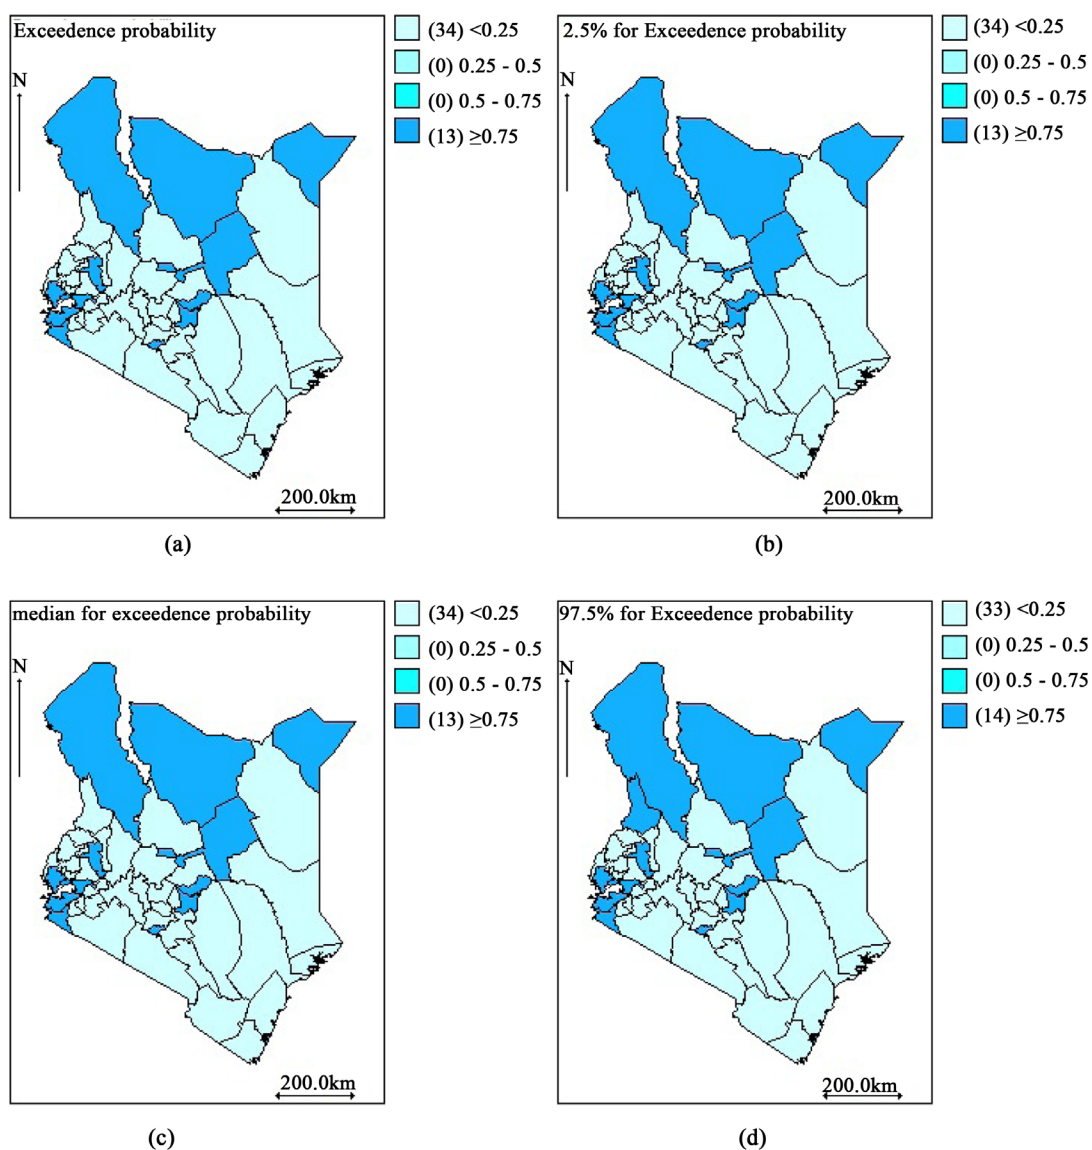 Exceedence probability
N
200.0km
(34) <0.25
(0) 0.25 - 0.5
(0) 0.5 - 0.75
(13) ≥0.75
(a)
2.5% for Exceedence probability
N
200.0km
(34) <0.25
(0) 0.25 - 0.5
(0) 0.5 - 0.75
(13) ≥0.75
(b)
median for exceedence probability
N
200.0km
(34) <0.25
(0) 0.25 - 0.5
(0) 0.5 - 0.75
(13) ≥0.75
(c)
97.5% for Exceedence probability
N
200.0km
(33) <0.25
(0) 0.25 - 0.5
(0) 0.5 - 0.75
(14) ≥0.75
(d)